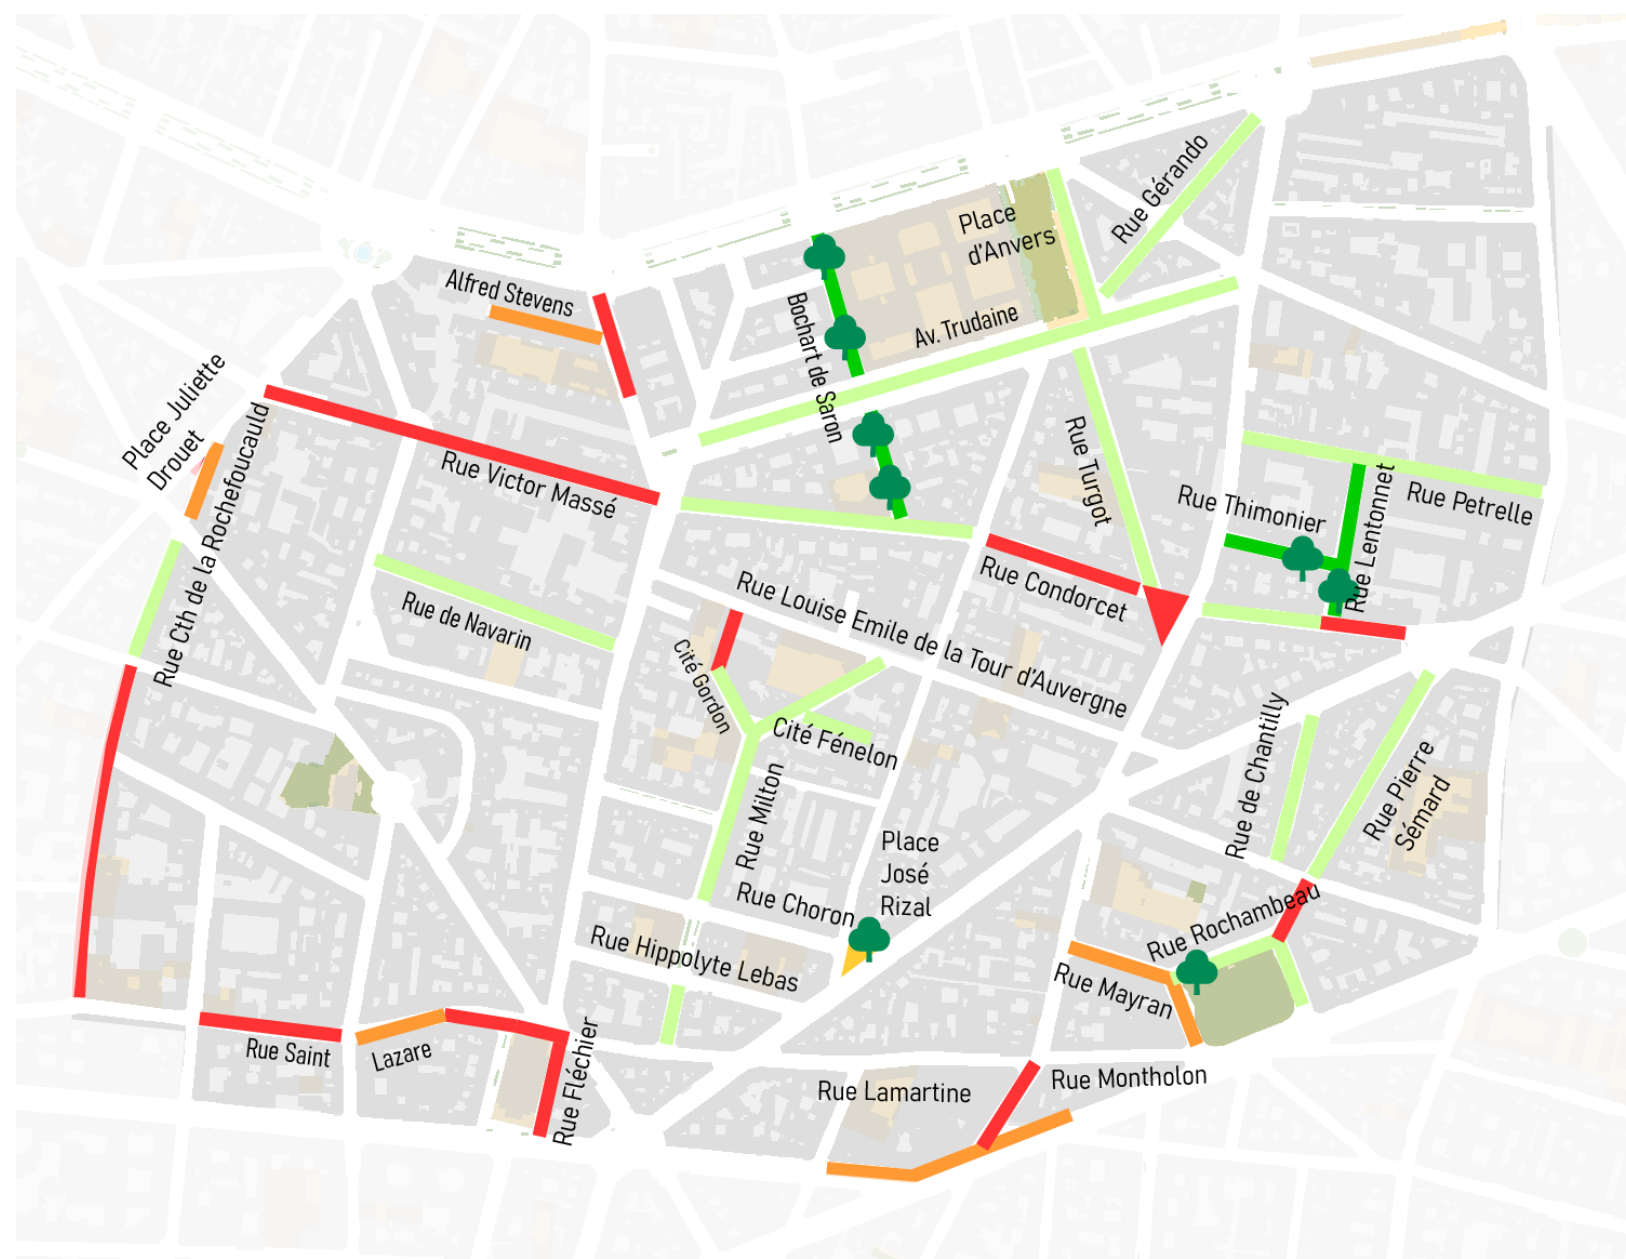 Rue Gérando
Place
d'Anvers
Alfred Stevens
Av. Trudaine
Bochart de Saron
Place Juliette
Drouet
Rue Cth de la Rochefoucauld
Rue Victor Massé
Rue Turgot
Rue Thimonier
Rue Lentonnet
Rue Petrelle
Rue Condorcet
Rue Louise Emile de la Tour d'Auvergne
Rue de Navarin
Cité Gordon
Cité Fénelon
Rue de Chantilly
Rue Pierre
Sémard
Rue Milton
Place
José
Rizal
Rue Choron
Rue Rochambeau
Rue Hippolyte Lebas
Rue Mayran
Rue Saint
Lazare
Rue Fléchier
Rue Lamartine
Rue Montholon